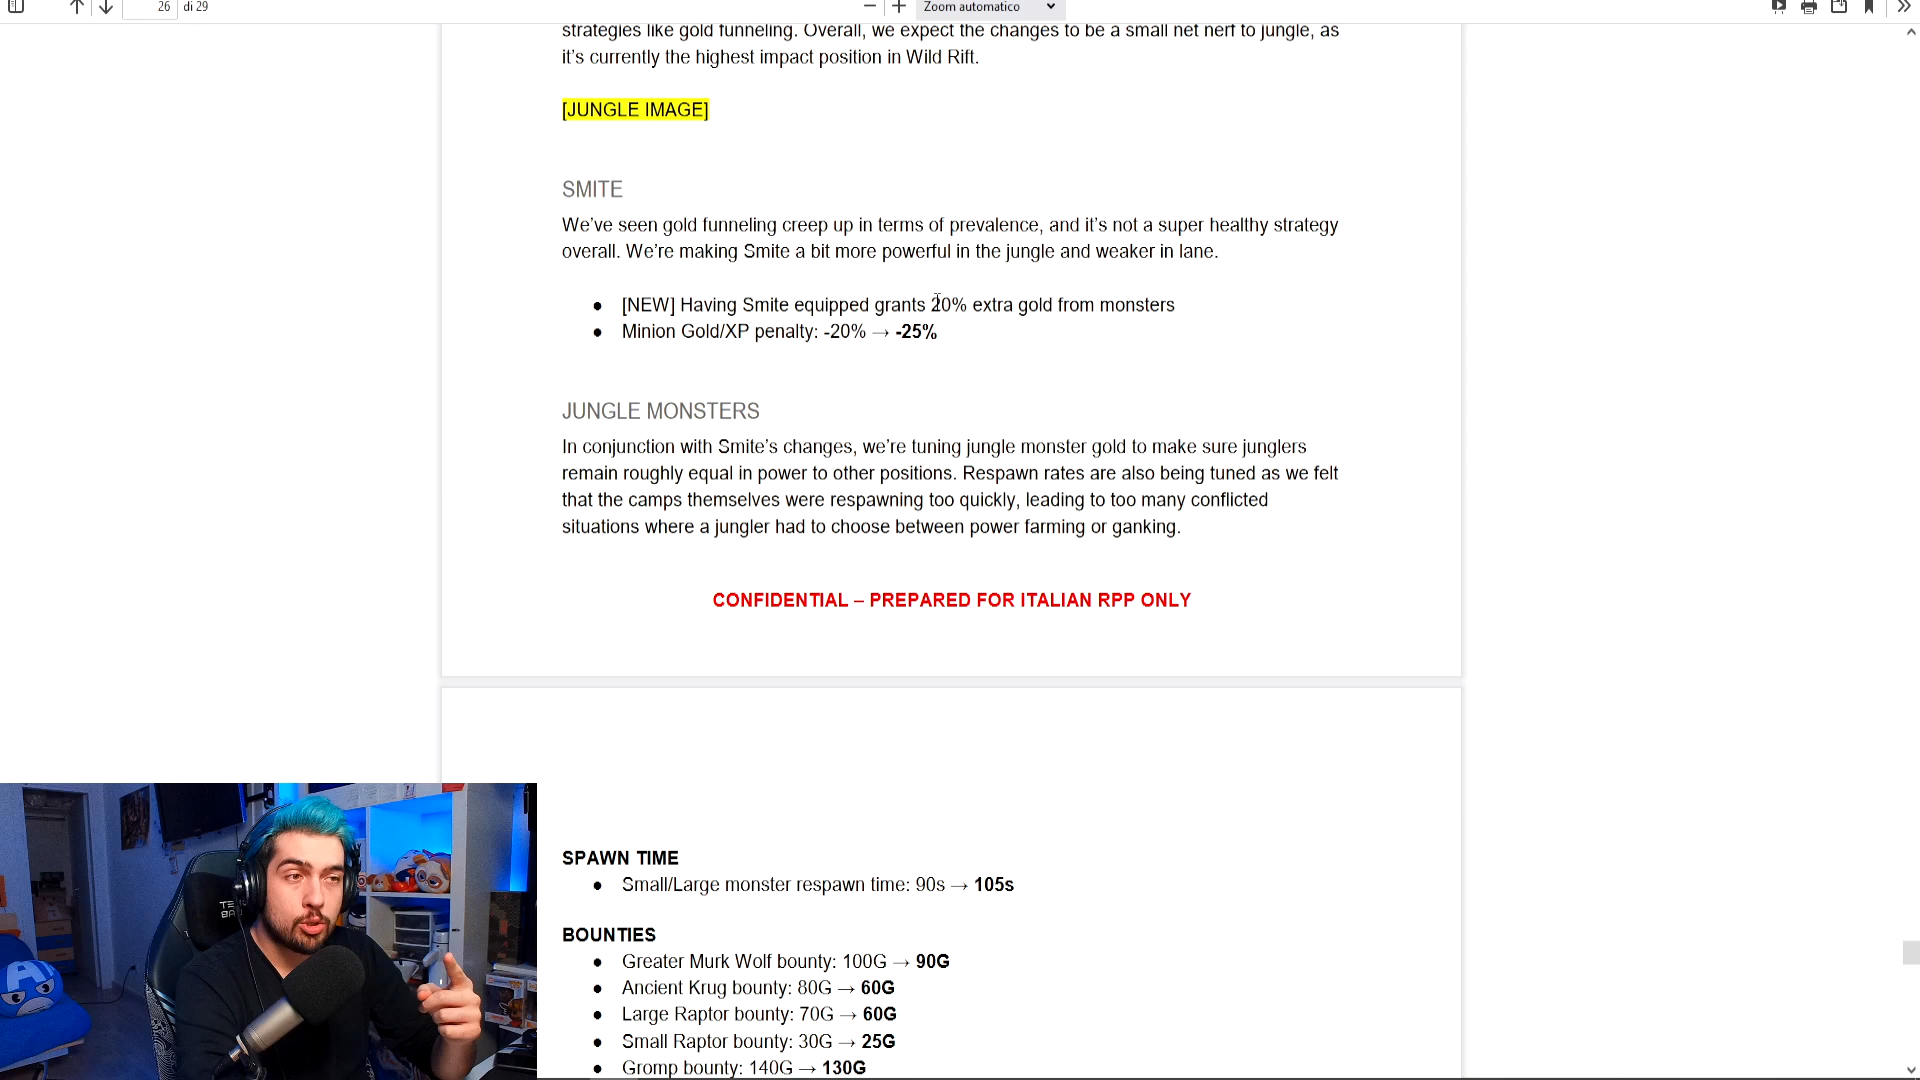 26 di 29 Zoom automatico
strategies like gold funneling. Overall, we expect the changes to be a small net nerf to jungle, as
it’s currently the highest impact position in Wild Rift.
[JUNGLE IMAGE]
SMITE
We’ve seen gold funneling creep up in terms of prevalence, and it’s not a super healthy strategy
overall. We’re making Smite a bit more powerful in the jungle and weaker in lane.
● [NEW] Having Smite equipped grants 20% extra gold from monsters
● Minion Gold/XP penalty: -20% → -25%
JUNGLE MONSTERS
In conjunction with Smite’s changes, we’re tuning jungle monster gold to make sure junglers
remain roughly equal in power to other positions. Respawn rates are also being tuned as we felt
that the camps themselves were respawning too quickly, leading to too many conflicted
situations where a jungler had to choose between power farming or ganking.
CONFIDENTIAL – PREPARED FOR ITALIAN RPP ONLY
SPAWN TIME
● Small/Large monster respawn time: 90s → 105s
BOUNTIES
● Greater Murk Wolf bounty: 100G → 90G
● Ancient Krug bounty: 80G → 60G
● Large Raptor bounty: 70G → 60G
● Small Raptor bounty: 30G → 25G
● Gromp bounty: 140G → 130G